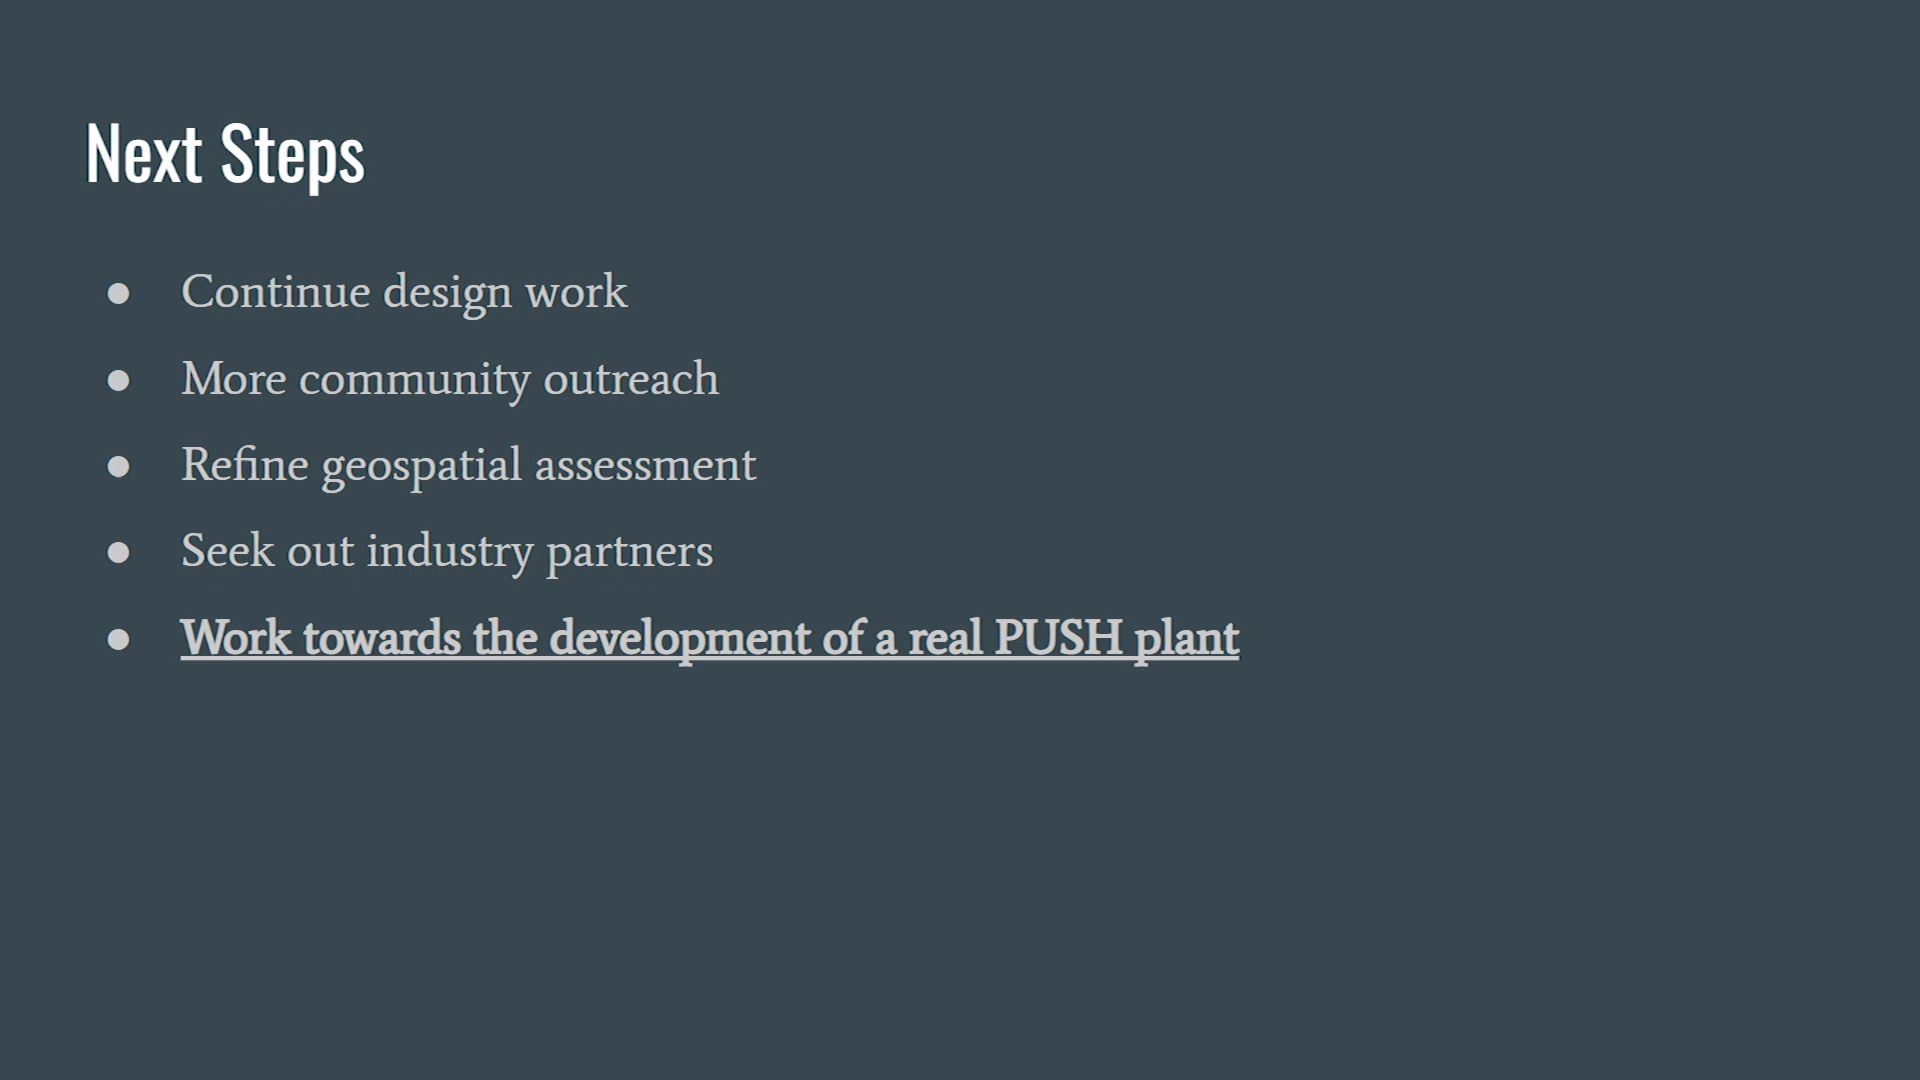 Next Steps
● Continue design work
● More community outreach
● Refine geospatial assessment
● Seek out industry partners
● Work towards the development of a real PUSH plant